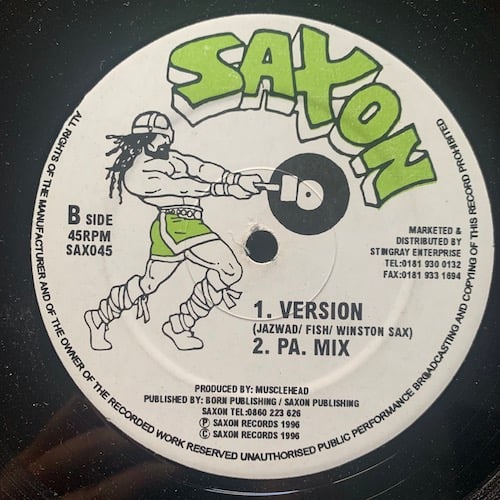 SAXON
B SIDE
45RPM
SAX045
MARKETED &
DISTRIBUTED BY
STINGRAY ENTERPRISE
TEL:0181 930 0132
FAX:0181 933 1694
1. VERSION
(JAZWAD/ FISH/ WINSTON SAX)
2. PA. MIX
PRODUCED BY: MUSCLEHEAD
PUBLISHED BY: BORN PUBLISHING / SAXON PUBLISHING
SAXON TEL:0860 223 626
Ⓟ SAXON RECORDS 1996
© SAXON RECORDS 1996
ALL RIGHTS OF THE MANUFACTURER AND OF THE OWNER OF THE RECORDED WORK RESERVED UNAUTHORISED PUBLIC PERFORMANCE BROADCASTING AND COPYING OF THIS RECORD PROHIBITED